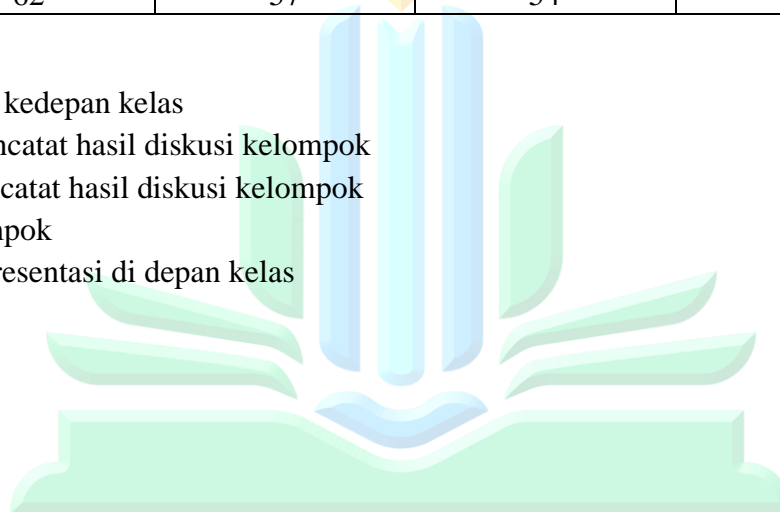 kedepan kelas
ncatat hasil diskusi kelompok
catat hasil diskusi kelompok
npok
resentasi di depan kelas